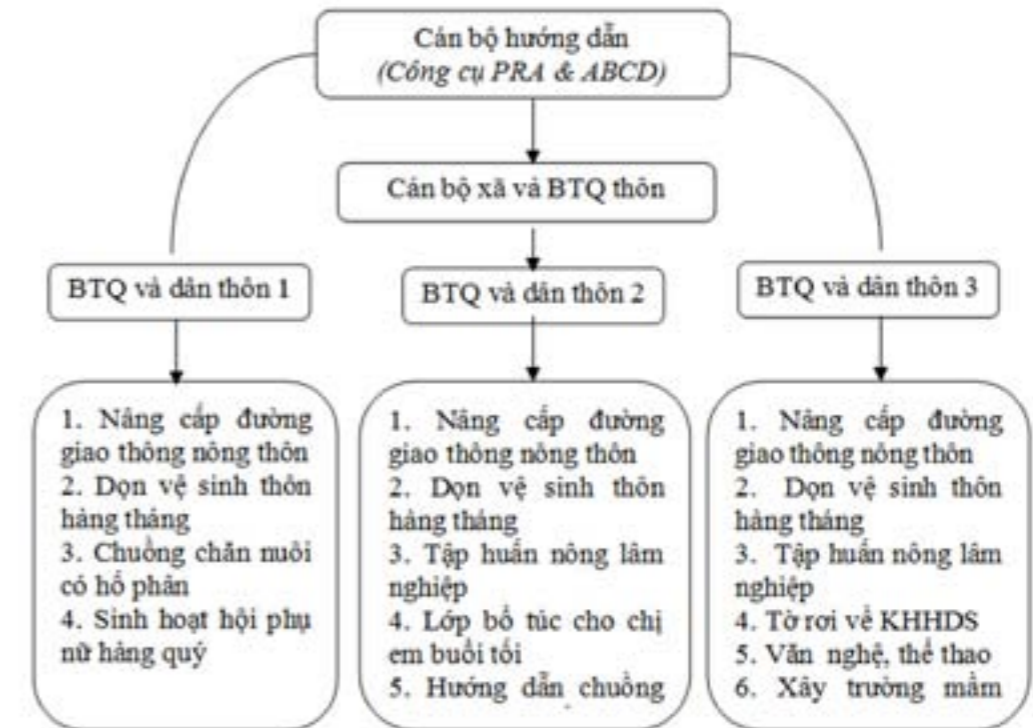 Cán bộ hướng dẫn
(Công cụ PRA & ABCD)
Cán bộ xã và BTQ thôn
BTQ và dân thôn 1
BTQ và dân thôn 2
BTQ và dân thôn 3
1. Nâng cấp đường
giao thông nông thôn
2. Dọn vệ sinh thôn
hàng tháng
3. Chuồng chăn nuôi
có hố phân
4. Sinh hoạt hội phụ
nữ hàng quý
1. Nâng cấp đường
giao thông nông thôn
2. Dọn vệ sinh thôn
hàng tháng
3. Tập huấn nông lâm
nghiệp
4. Lớp bổ túc cho chị
em buổi tối
5. Hướng dẫn chuồng
1. Nâng cấp đường
giao thông nông thôn
2. Dọn vệ sinh thôn
hàng tháng
3. Tập huấn nông lâm
nghiệp
4. Tờ rơi về KHHDS
5. Văn nghệ, thể thao
6. Xây trường mầm